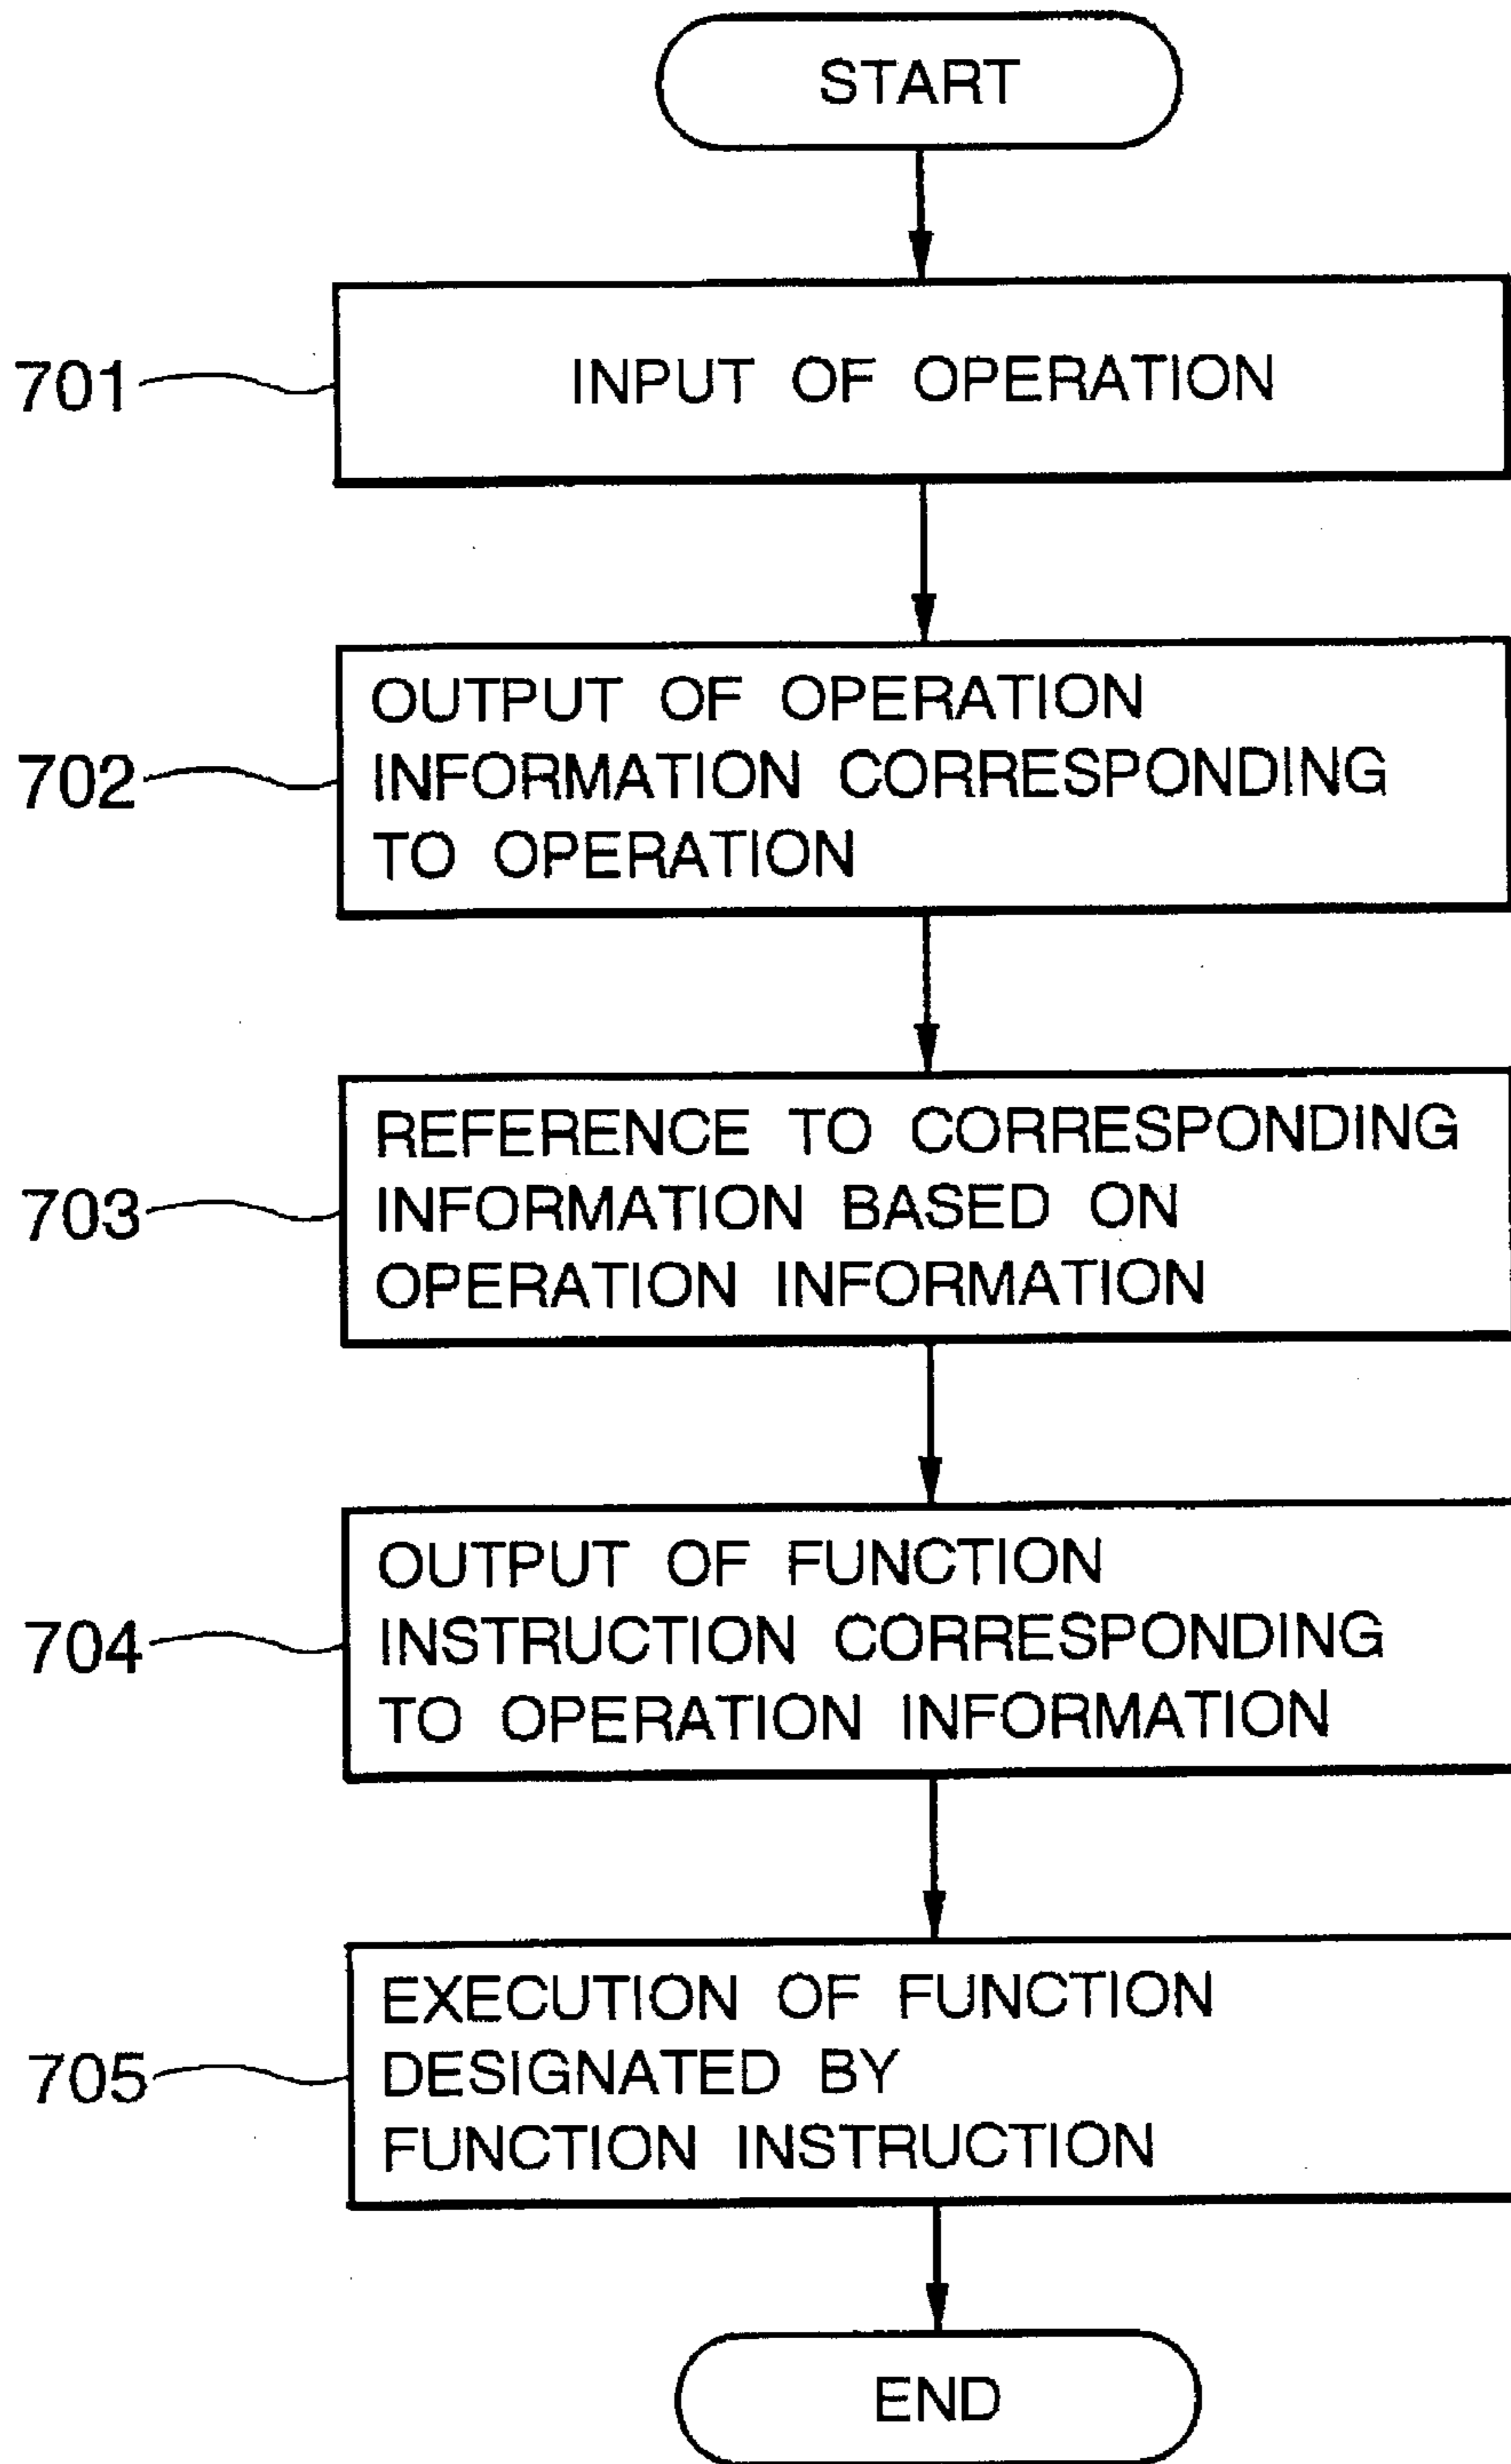 START
701
INPUT OF OPERATION
702
OUTPUT OF OPERATION
INFORMATION CORRESPONDING
TO OPERATION
703
REFERENCE TO CORRESPONDING
INFORMATION BASED ON
OPERATION INFORMATION
704
OUTPUT OF FUNCTION
INSTRUCTION CORRESPONDING
TO OPERATION INFORMATION
705
EXECUTION OF FUNCTION
DESIGNATED BY
FUNCTION INSTRUCTION
END